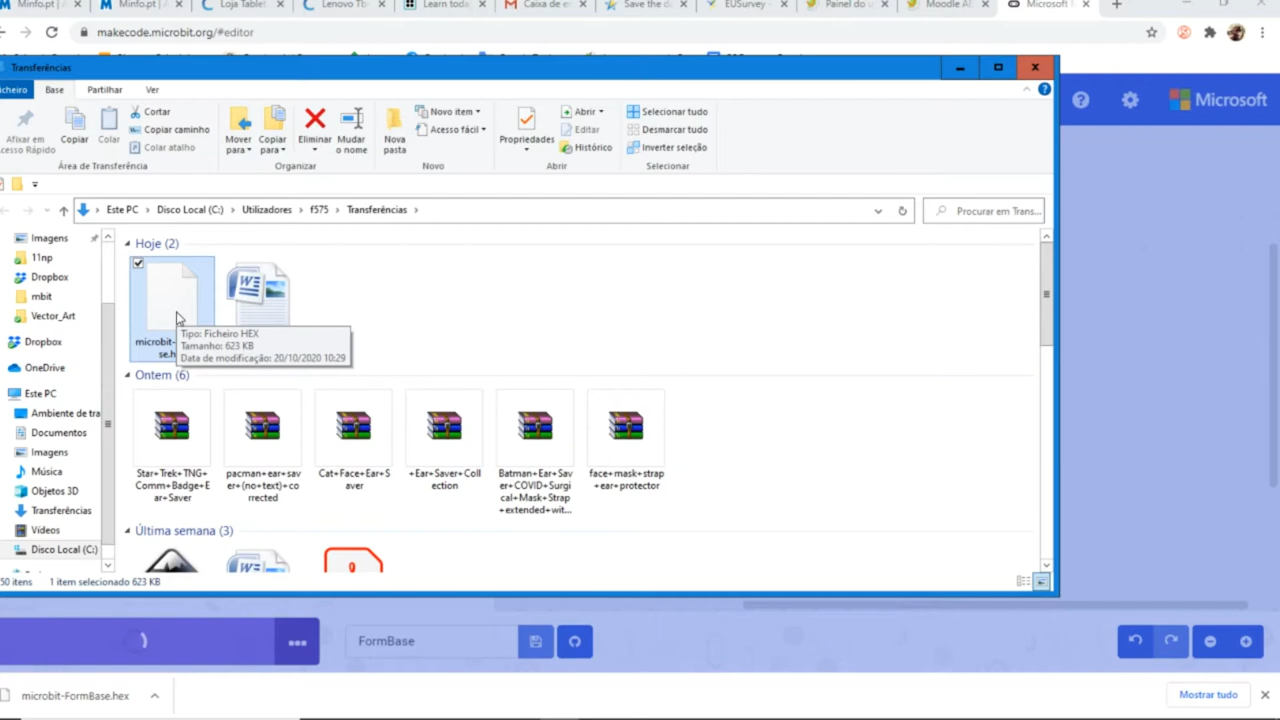 Minfo.pt | A
Minfo.pt | A
Loja Tablet
Lenovo Tb
Learn toda
Caixa de e
Save the d
EUSurvey -
Painel do u
Moodle A
Microsoft
makecode.microbit.org/#editor
Transferências
icheiro Base Partilhar Ver
Afixar em
cesso Rápido
Copiar
Colar
Cortar
Copiar caminho
Colar atalho
Área de Transferência
Mover
para
Copiar
para
Eliminar
Mudar
o nome
Organizar
Nova
pasta
Novo item
Acesso fácil
Novo
Propriedades
Abrir
Editar
Histórico
Abrir
Selecionar tudo
Desmarcar tudo
Inverter seleção
Selecionar
Microsoft
Este PC Disco Local (C:) Utilizadores f575 Transferências
Procurar em Trans...
Imagens
11np
Dropbox
mbit
Vector_Art
Dropbox
OneDrive
Este PC
Ambiente de tra
Documentos
Imagens
Música
Objetos 3D
Transferências
Vídeos
Disco Local (C:)
Hoje (2)
microbit-
se.h
Tipo: Ficheiro HEX
Tamanho: 623 KB
Data de modificação: 20/10/2020 10:29
Ontem (6)
Star+Trek+TNG+
Comm+Badge+E
ar+Saver
pacman+ear+sav
er+(no+text)+co
rrected
Cat+Face+Ear+S
aver
+Ear+Saver+Coll
ection
Batman+Ear+Sav
er+COVID+Surgi
cal+Mask+Strap
+extended+wit...
face+mask+strap
+ear+protector
Última semana (3)
50 itens 1 item selecionado 623 KB
FormBase
microbit-FormBase.hex
Mostrar tudo